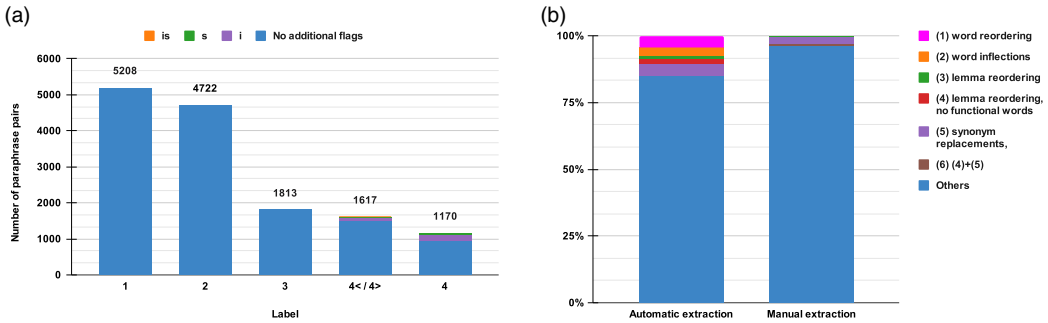 (a)
is s i No additional flags
Number of paraphrase pairs
6000
5000
4000
3000
2000
1000
0
5208
4722
1813
1617
1170
1 2 3 4< / 4> 4
Label
(b)
100%
75%
50%
25%
0%
Automatic extraction Manual extraction
(1) word reordering
(2) word inflections
(3) lemma reordering
(4) lemma reordering,
no functional words
(5) synonym
replacements,
(6) (4)+(5)
Others